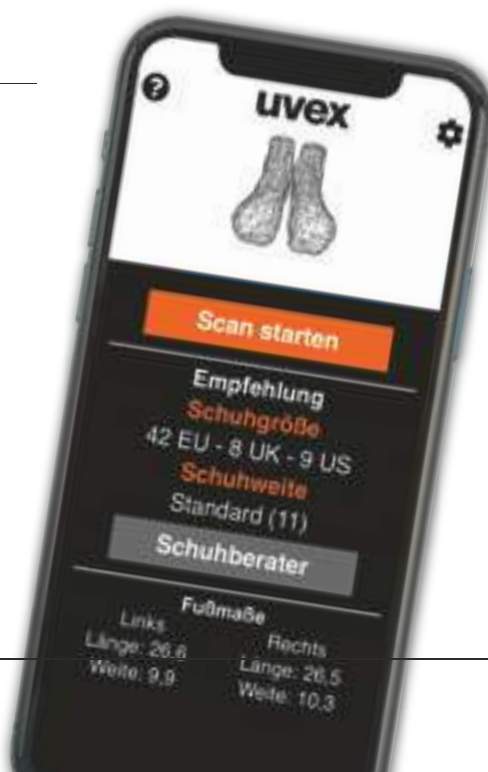 uvex
Scan starten
Empfehlung
Schuhgröße
42 EU - 8 UK - 9 US
Schuhweite
Standard (11)
Schuhberater
Fußmaße
Links
Länge: 26.6
Weite: 9.9
Rechts
Länge: 26.5
Weite: 10.3